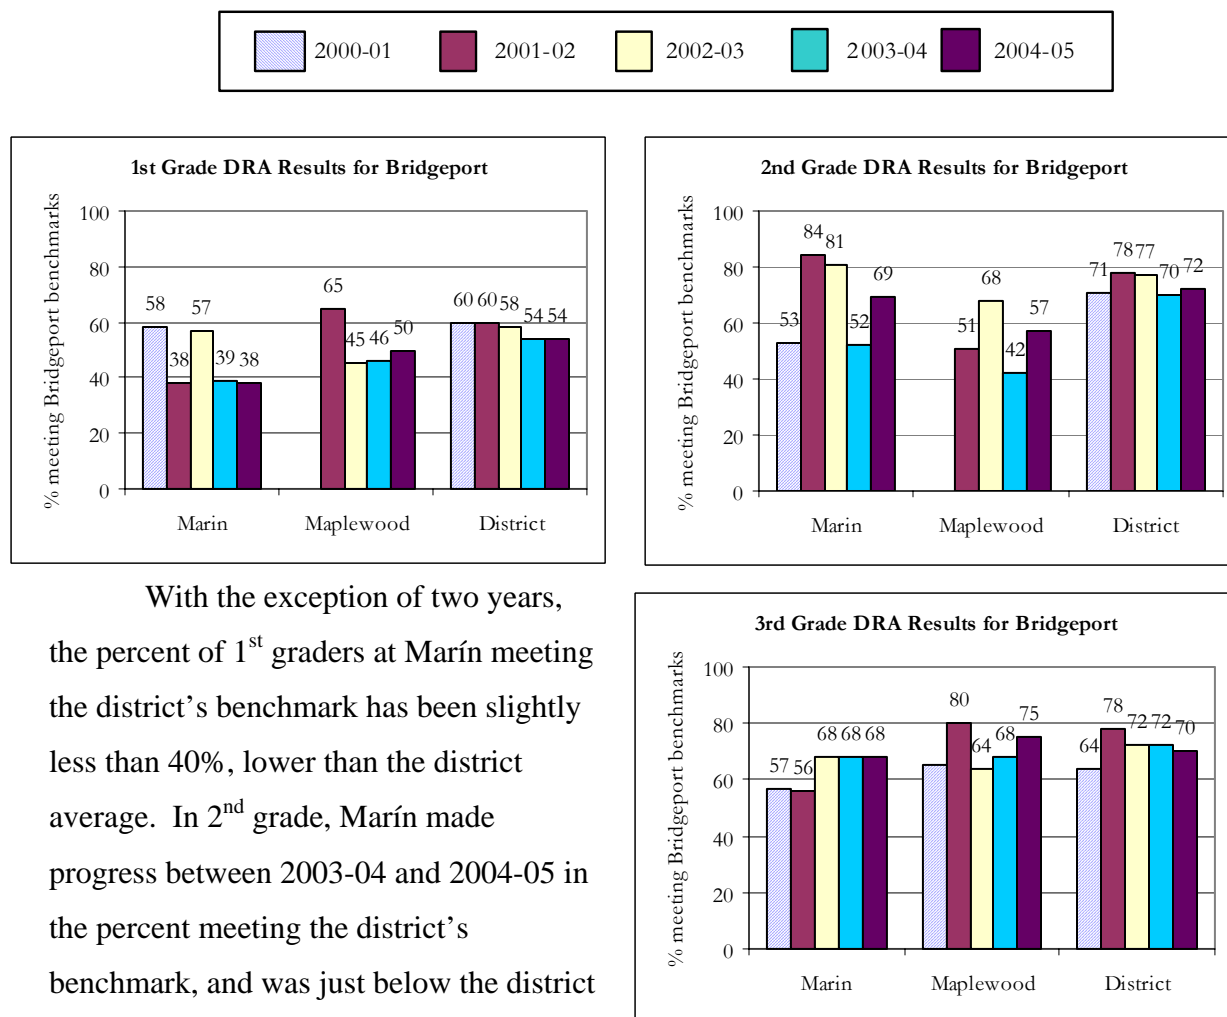 2000-01 2001-02 2002-03 2003-04 2004-05
1st Grade DRA Results for Bridgeport
% meeting Bridgeport benchmarks
100
80
60
40
20
0
58 38 57 39 38
65 45 46 50
60 60 58 54 54
Marin Maplewood District
2nd Grade DRA Results for Bridgeport
% meeting Bridgeport benchmarks
100
80
60
40
20
0
53 84 81 52 69
51 68 42 57
71 78 77 70 72
Marin Maplewood District
With the exception of two years,
the percent of 1st graders at Marín meeting
the district’s benchmark has been slightly
less than 40%, lower than the district
average. In 2nd grade, Marín made
progress between 2003-04 and 2004-05 in
the percent meeting the district’s
benchmark, and was just below the district
3rd Grade DRA Results for Bridgeport
% meeting Bridgeport benchmarks
100
80
60
40
20
0
57 56 68 68 68
80 64 68 75
64 78 72 72 70
Marin Maplewood District